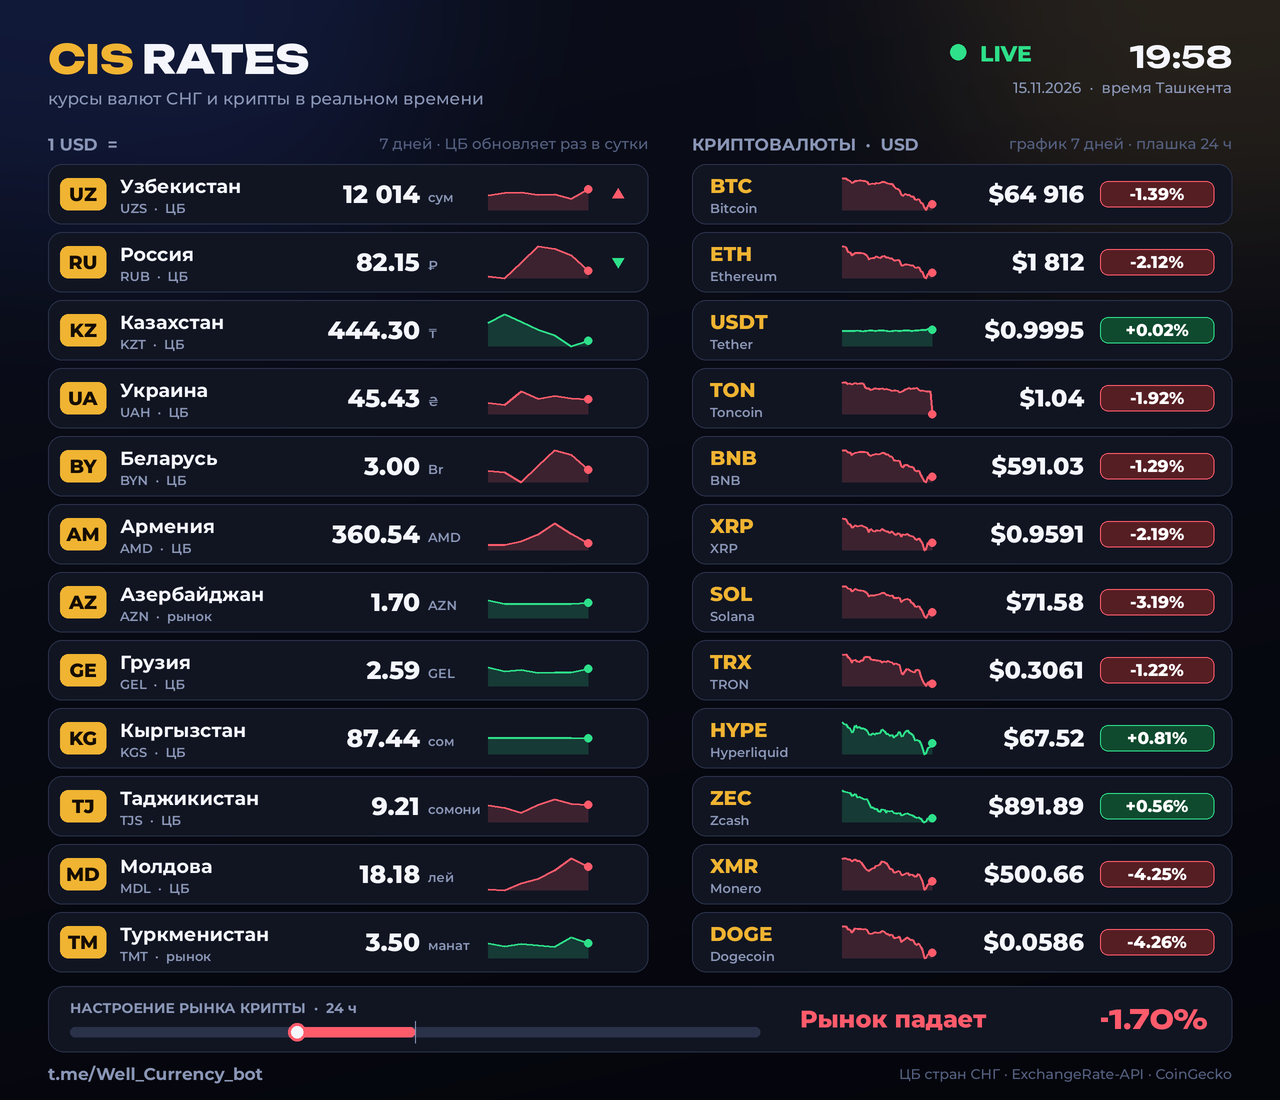 CIS RATES
курсы валют СНГ и крипты в реальном времени
LIVE
19:58
15.11.2026 · время Ташкента
1 USD =
7 дней · ЦБ обновляет раз в сутки
UZ Узбекистан 12 014 сум
UZS · ЦБ
RU Россия 82.15 ₽
RUB · ЦБ
KZ Казахстан 444.30 ₸
KZT · ЦБ
UA Украина 45.43 ₴
UAH · ЦБ
BY Беларусь 3.00 Br
BYN · ЦБ
AM Армения 360.54 AMD
AMD · ЦБ
AZ Азербайджан 1.70 AZN
AZN · рынок
GE Грузия 2.59 GEL
GEL · ЦБ
KG Кыргызстан 87.44 сом
KGS · ЦБ
TJ Таджикистан 9.21 сомони
TJS · ЦБ
MD Молдова 18.18 лей
MDL · ЦБ
TM Туркменистан 3.50 манат
TMT · рынок
КРИПТОВАЛЮТЫ · USD
график 7 дней · плашка 24 ч
BTC $64 916 -1.39%
Bitcoin
ETH $1 812 -2.12%
Ethereum
USDT $0.9995 +0.02%
Tether
TON $1.04 -1.92%
Toncoin
BNB $591.03 -1.29%
BNB
XRP $0.9591 -2.19%
XRP
SOL $71.58 -3.19%
Solana
TRX $0.3061 -1.22%
TRON
HYPE $67.52 +0.81%
Hyperliquid
ZEC $891.89 +0.56%
Zcash
XMR $500.66 -4.25%
Monero
DOGE $0.0586 -4.26%
Dogecoin
НАСТРОЕНИЕ РЫНКА КРИПТЫ · 24 ч
Рынок падает
-1.70%
t.me/Well_Currency_bot
ЦБ стран СНГ · ExchangeRate-API · CoinGecko